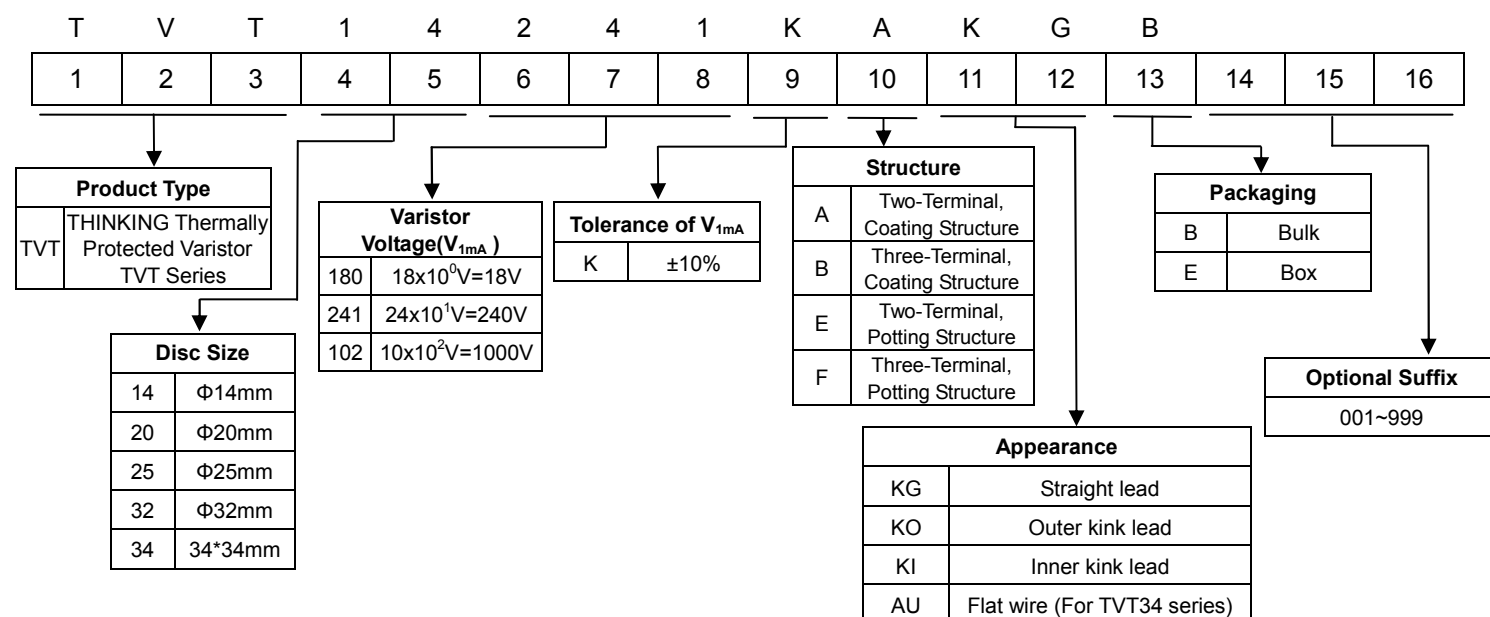 T V T 1 4 2 4 1 K A K G B
1 2 3 4 5 6 7 8 9 10 11 12 13 14 15 16
Product Type
TVT THINKING Thermally
Protected Varistor
TVT Series
Disc Size
14 Φ14mm
20 Φ20mm
25 Φ25mm
32 Φ32mm
34 34*34mm
Varistor
Voltage(V1mA )
180 18x10⁰V=18V
241 24x10¹V=240V
102 10x10²V=1000V
Tolerance of V1mA
K ±10%
Structure
A Two-Terminal,
Coating Structure
B Three-Terminal,
Coating Structure
E Two-Terminal,
Potting Structure
F Three-Terminal,
Potting Structure
Appearance
KG Straight lead
KO Outer kink lead
KI Inner kink lead
AU Flat wire (For TVT34 series)
Packaging
B Bulk
E Box
Optional Suffix
001~999